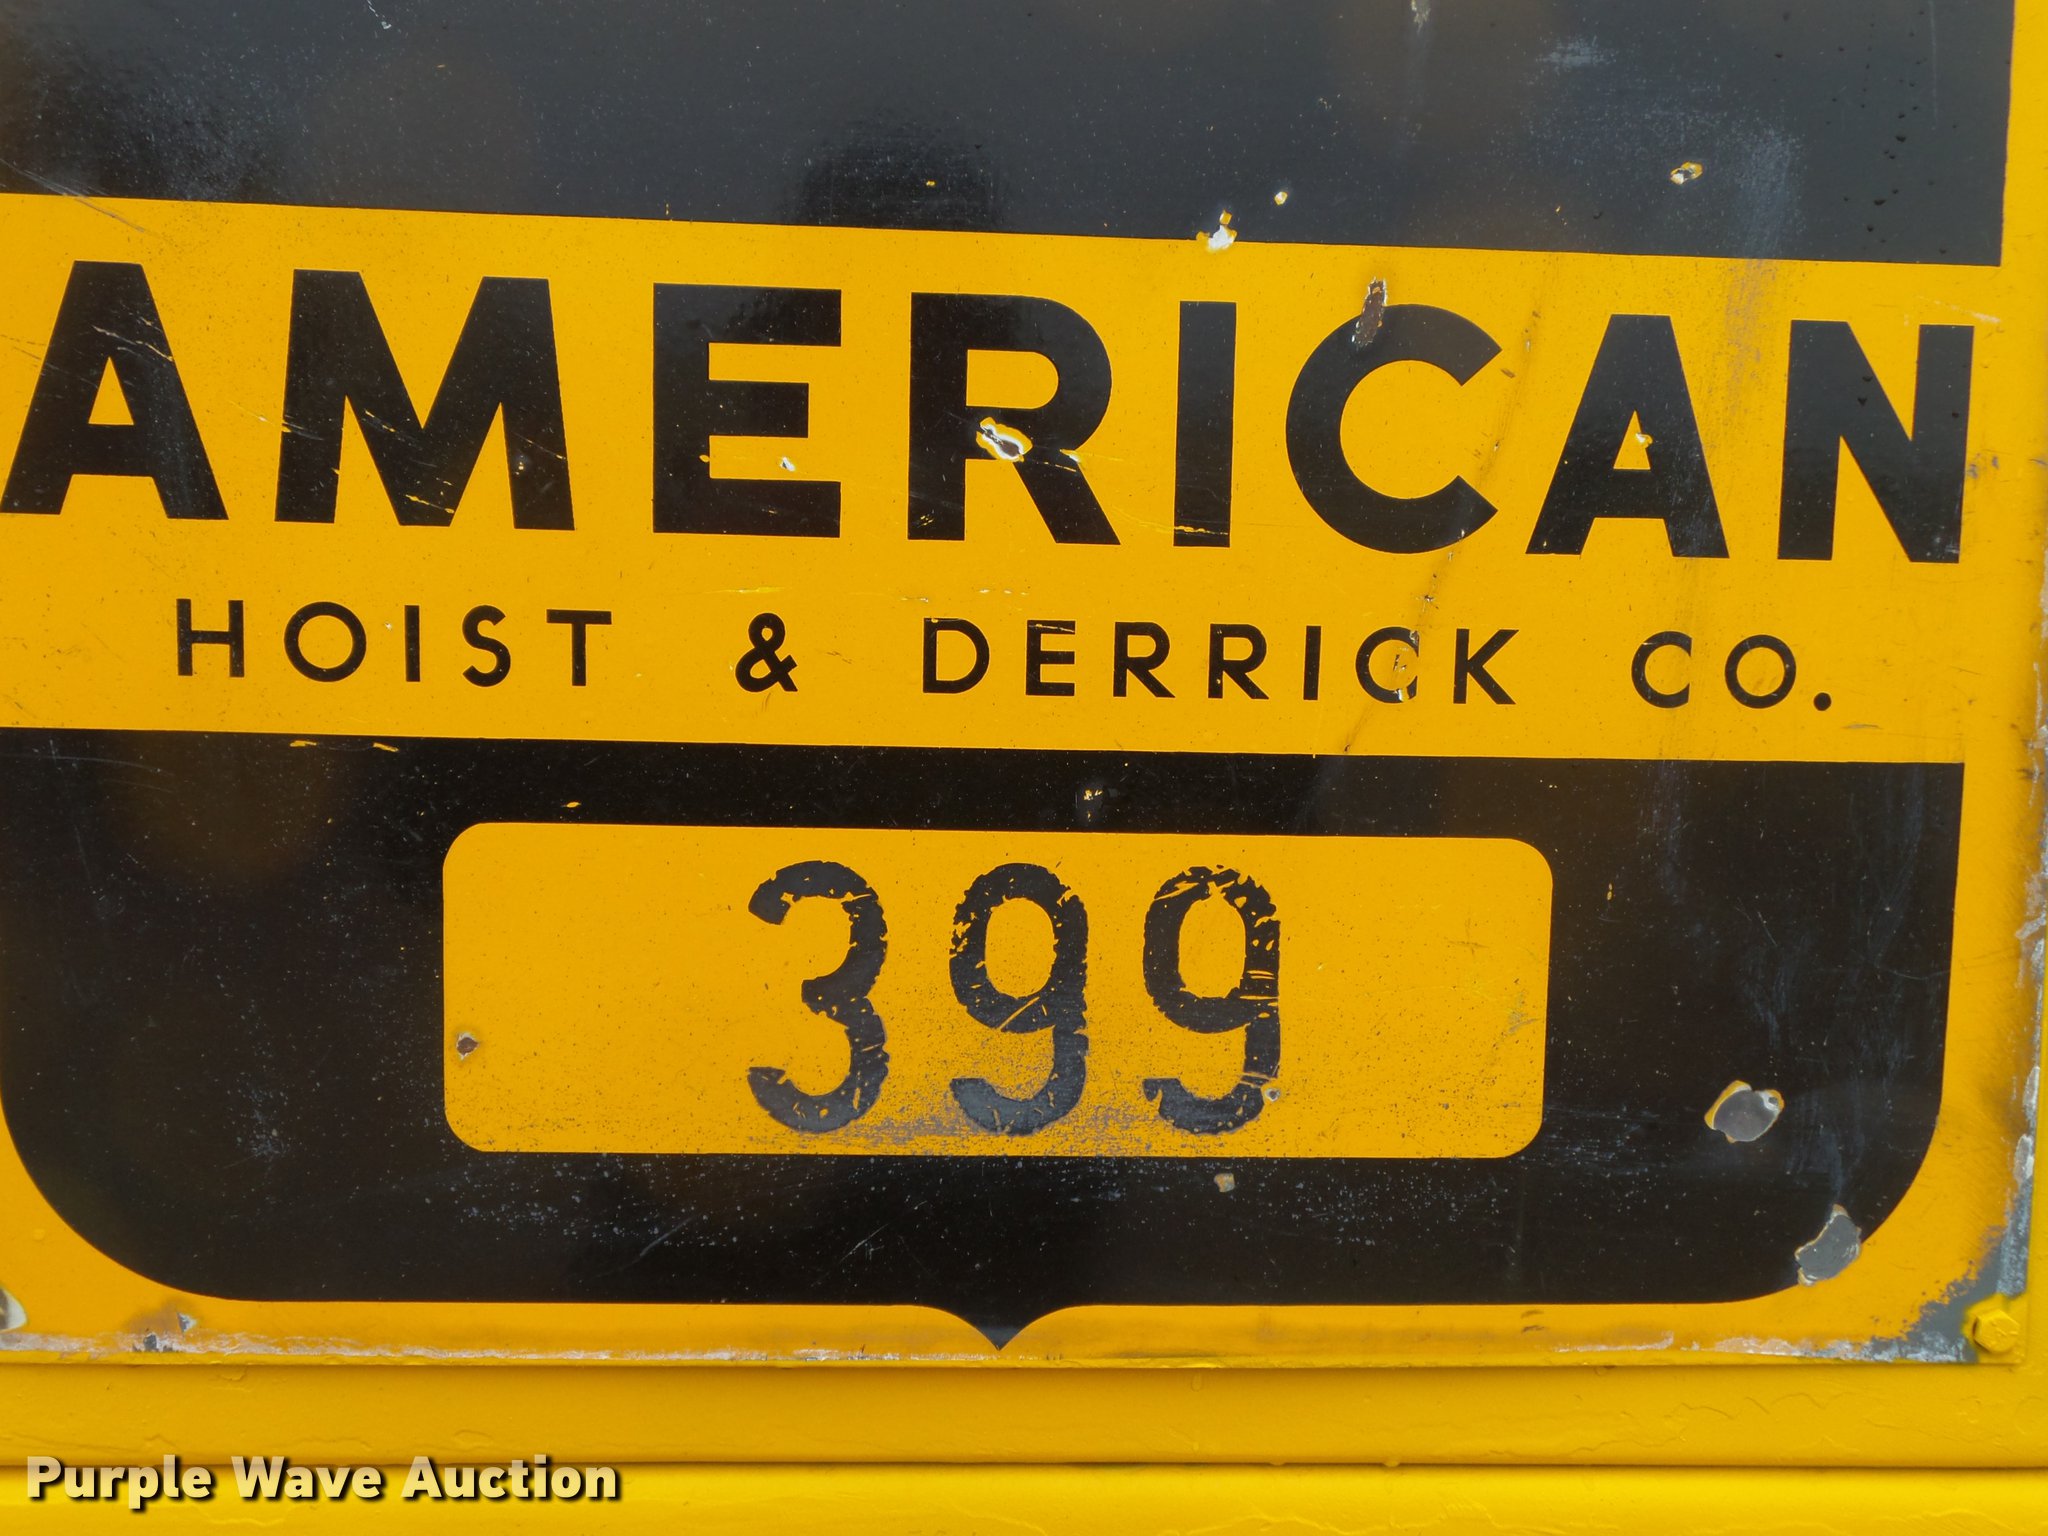 AMERICAN
HOIST & DERRICK CO.
399
Purple Wave Auction